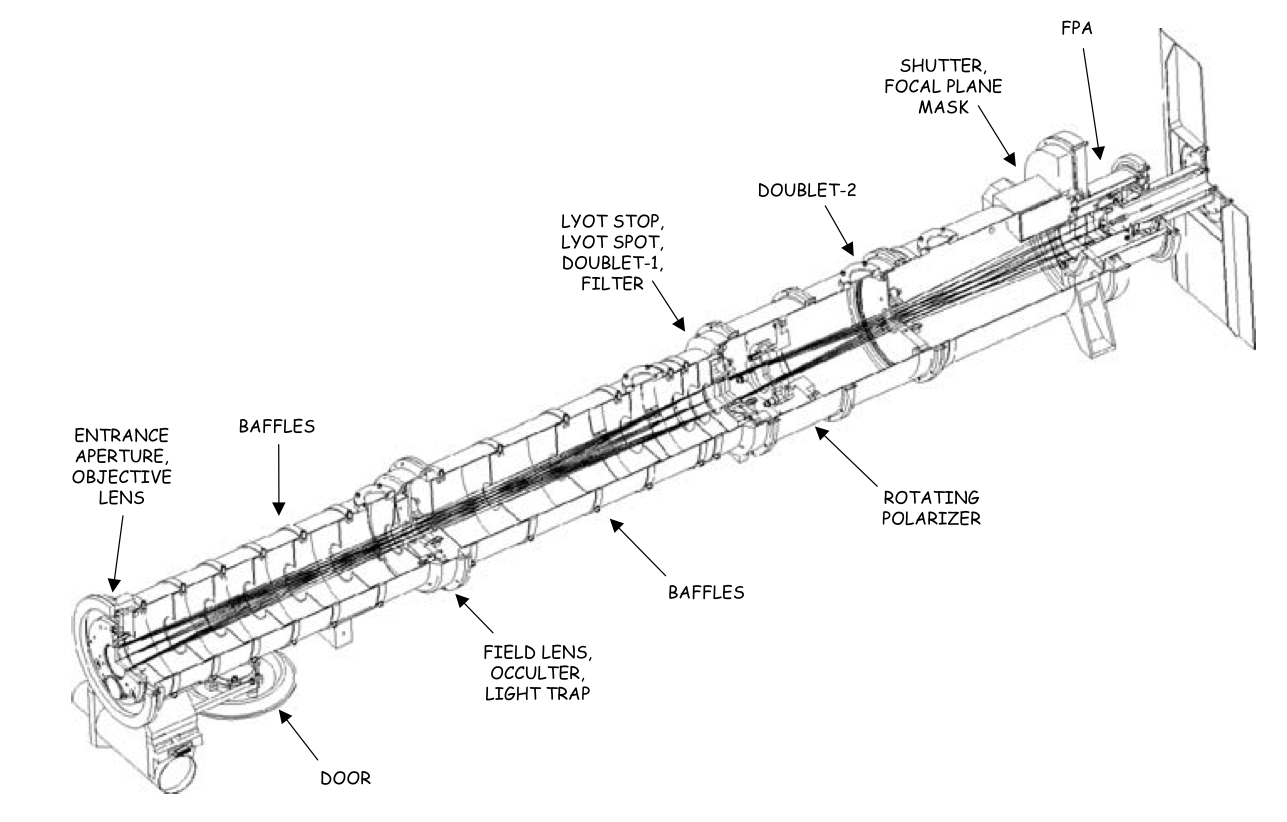 FPA
SHUTTER,
FOCAL PLANE
MASK
DOUBLET-2
LYOT STOP,
LYOT SPOT,
DOUBLET-1,
FILTER
BAFFLES
ENTRANCE
APERTURE,
OBJECTIVE
LENS
ROTATING
POLARIZER
BAFFLES
FIELD LENS,
OCCULTER,
LIGHT TRAP
DOOR